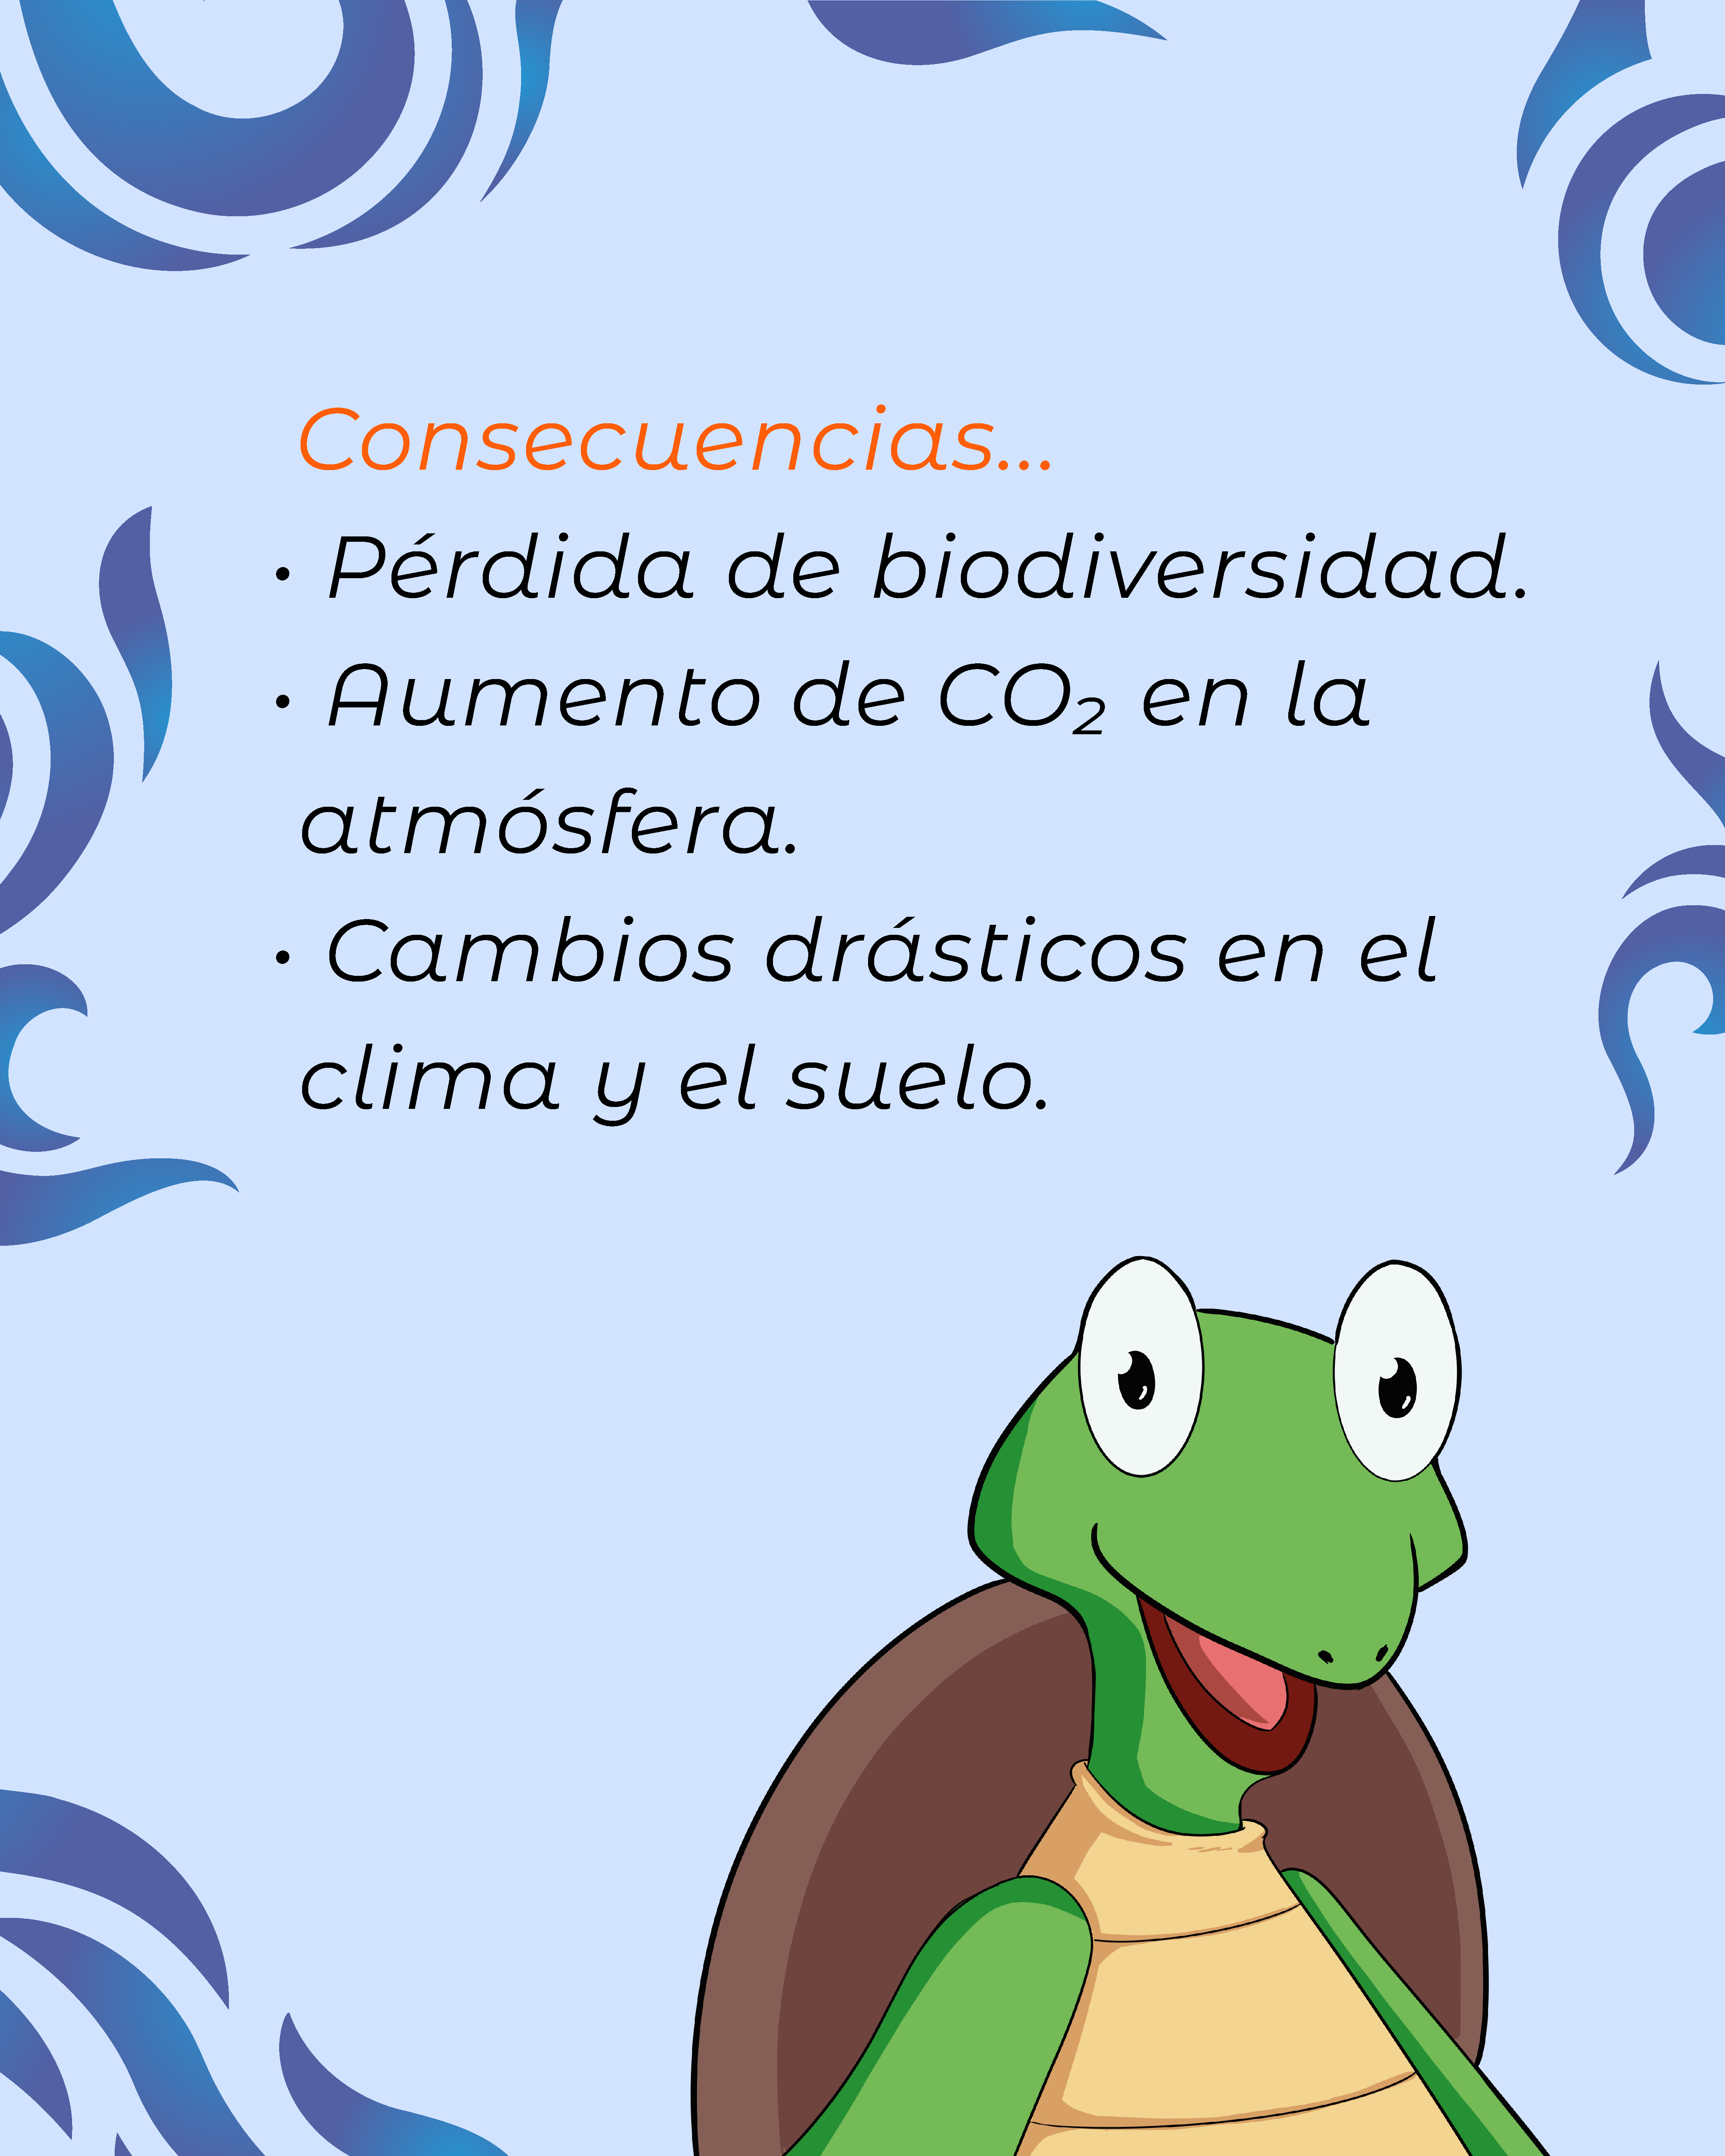 Consecuencias...
• Pérdida de biodiversidad.
• Aumento de CO₂ en la
atmósfera.
• Cambios drásticos en el
clima y el suelo.